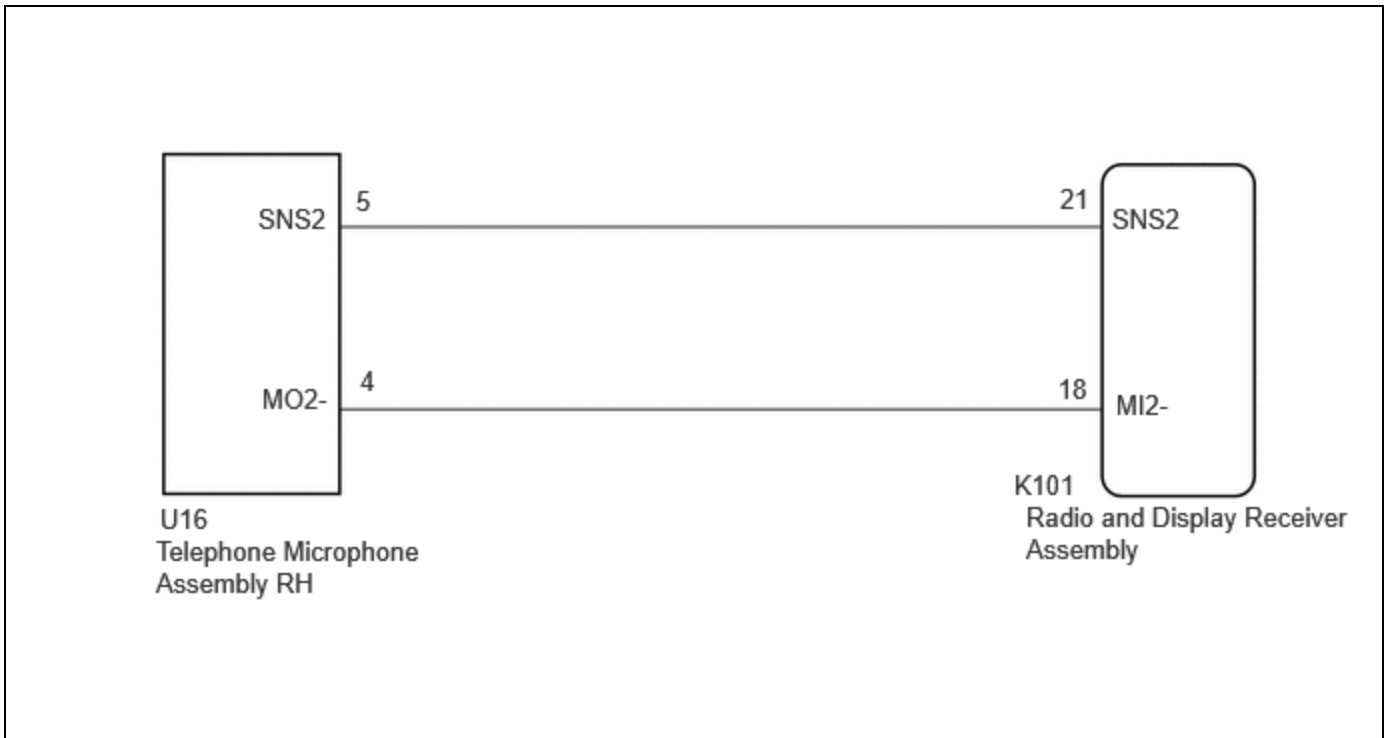 5
21
SNS2
SNS2
4
18
MO2-
MI2-
U16
Telephone Microphone
Assembly RH
K101
Radio and Display Receiver
Assembly